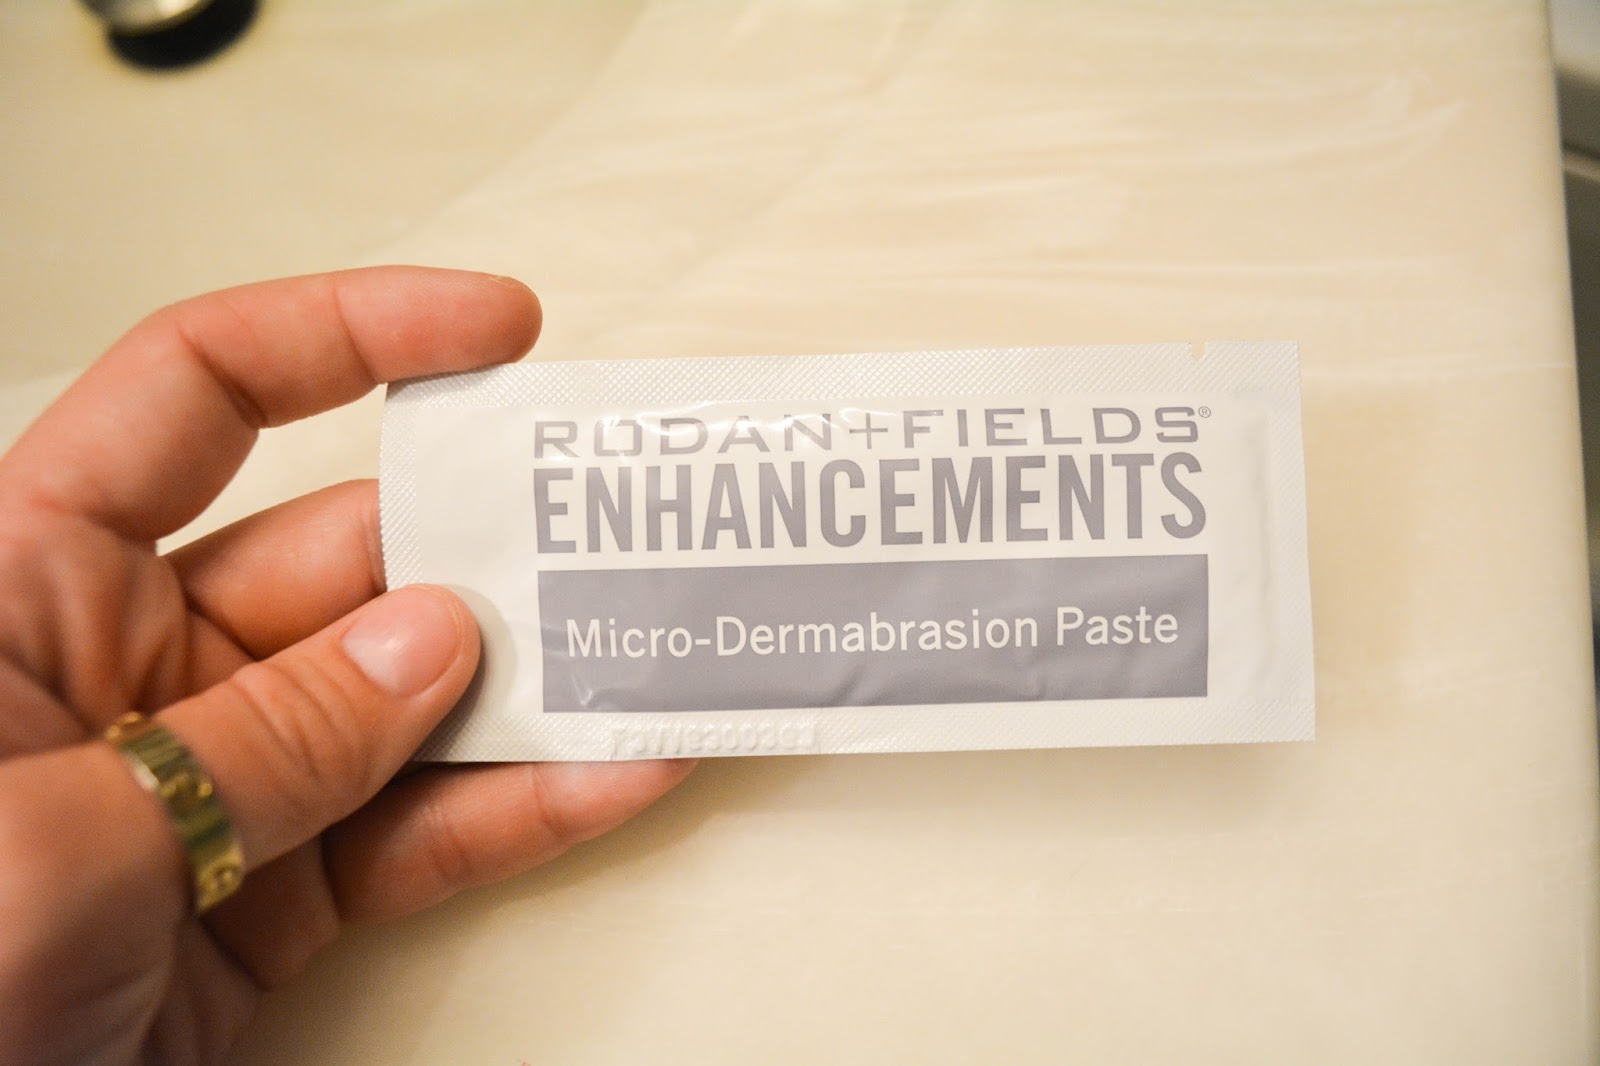 RODAN+FIELDS®
ENHANCEMENTS
Micro-Dermabrasion Paste